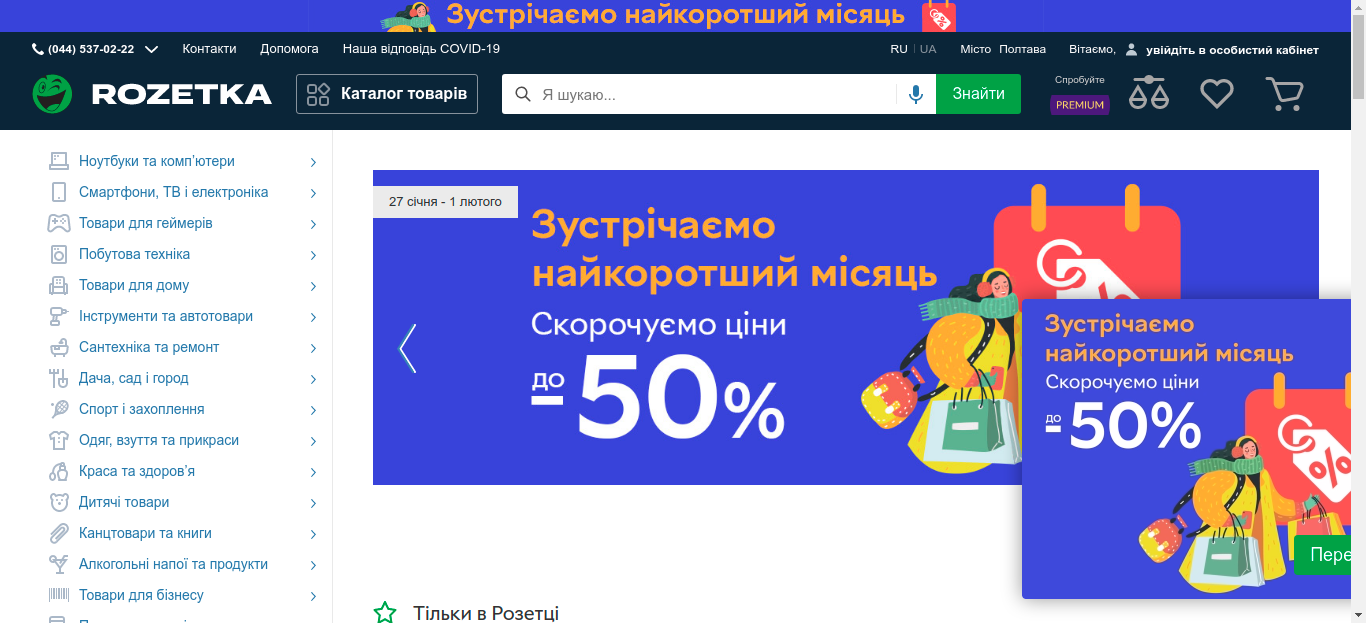 Зустрічаємо найкоротший місяць
(044) 537-02-22
Контакти
Допомога
Наша відповідь COVID-19
RU | UA
Місто Полтава
Вітаємо, увійдіть в особистий кабінет
ROZETKA
Каталог товарів
Я шукаю...
Знайти
Спробуйте
PREMIUM
Ноутбуки та комп'ютери
Смартфони, ТВ і електроніка
Товари для геймерів
Побутова техніка
Товари для дому
Інструменти та автотовари
Сантехніка та ремонт
Дача, сад і город
Спорт і захоплення
Одяг, взуття та прикраси
Краса та здоров'я
Дитячі товари
Канцтовари та книги
Алкогольні напої та продукти
Товари для бізнесу
27 січня - 1 лютого
Зустрічаємо
найкоротший місяць
Скорочуємо ціни
до
-50%
%
Зустрічаємо
найкоротший місяць
Скорочуємо ціни
до
-50%
%
Пере
Тільки в Розетці